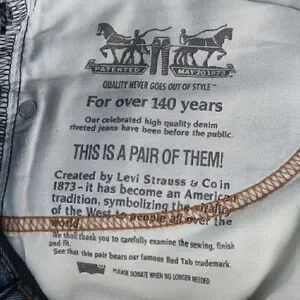 PATENTED MAY 20 1873
QUALITY NEVER GOES OUT OF STYLE™
For over 140 years
Our celebrated high quality denim
riveted jeans have been before the public.
THIS IS A PAIR OF THEM!
Created by Levi Strauss & Co in
1873 - it has become an American
tradition, symbolizing the vitality
of the West to people all over the
world.
We shall thank you to carefully examine the sewing, finish
and fit.
See that this pair bears our famous Red Tab trademark.
PLEASE DONATE WHEN NO LONGER NEEDED